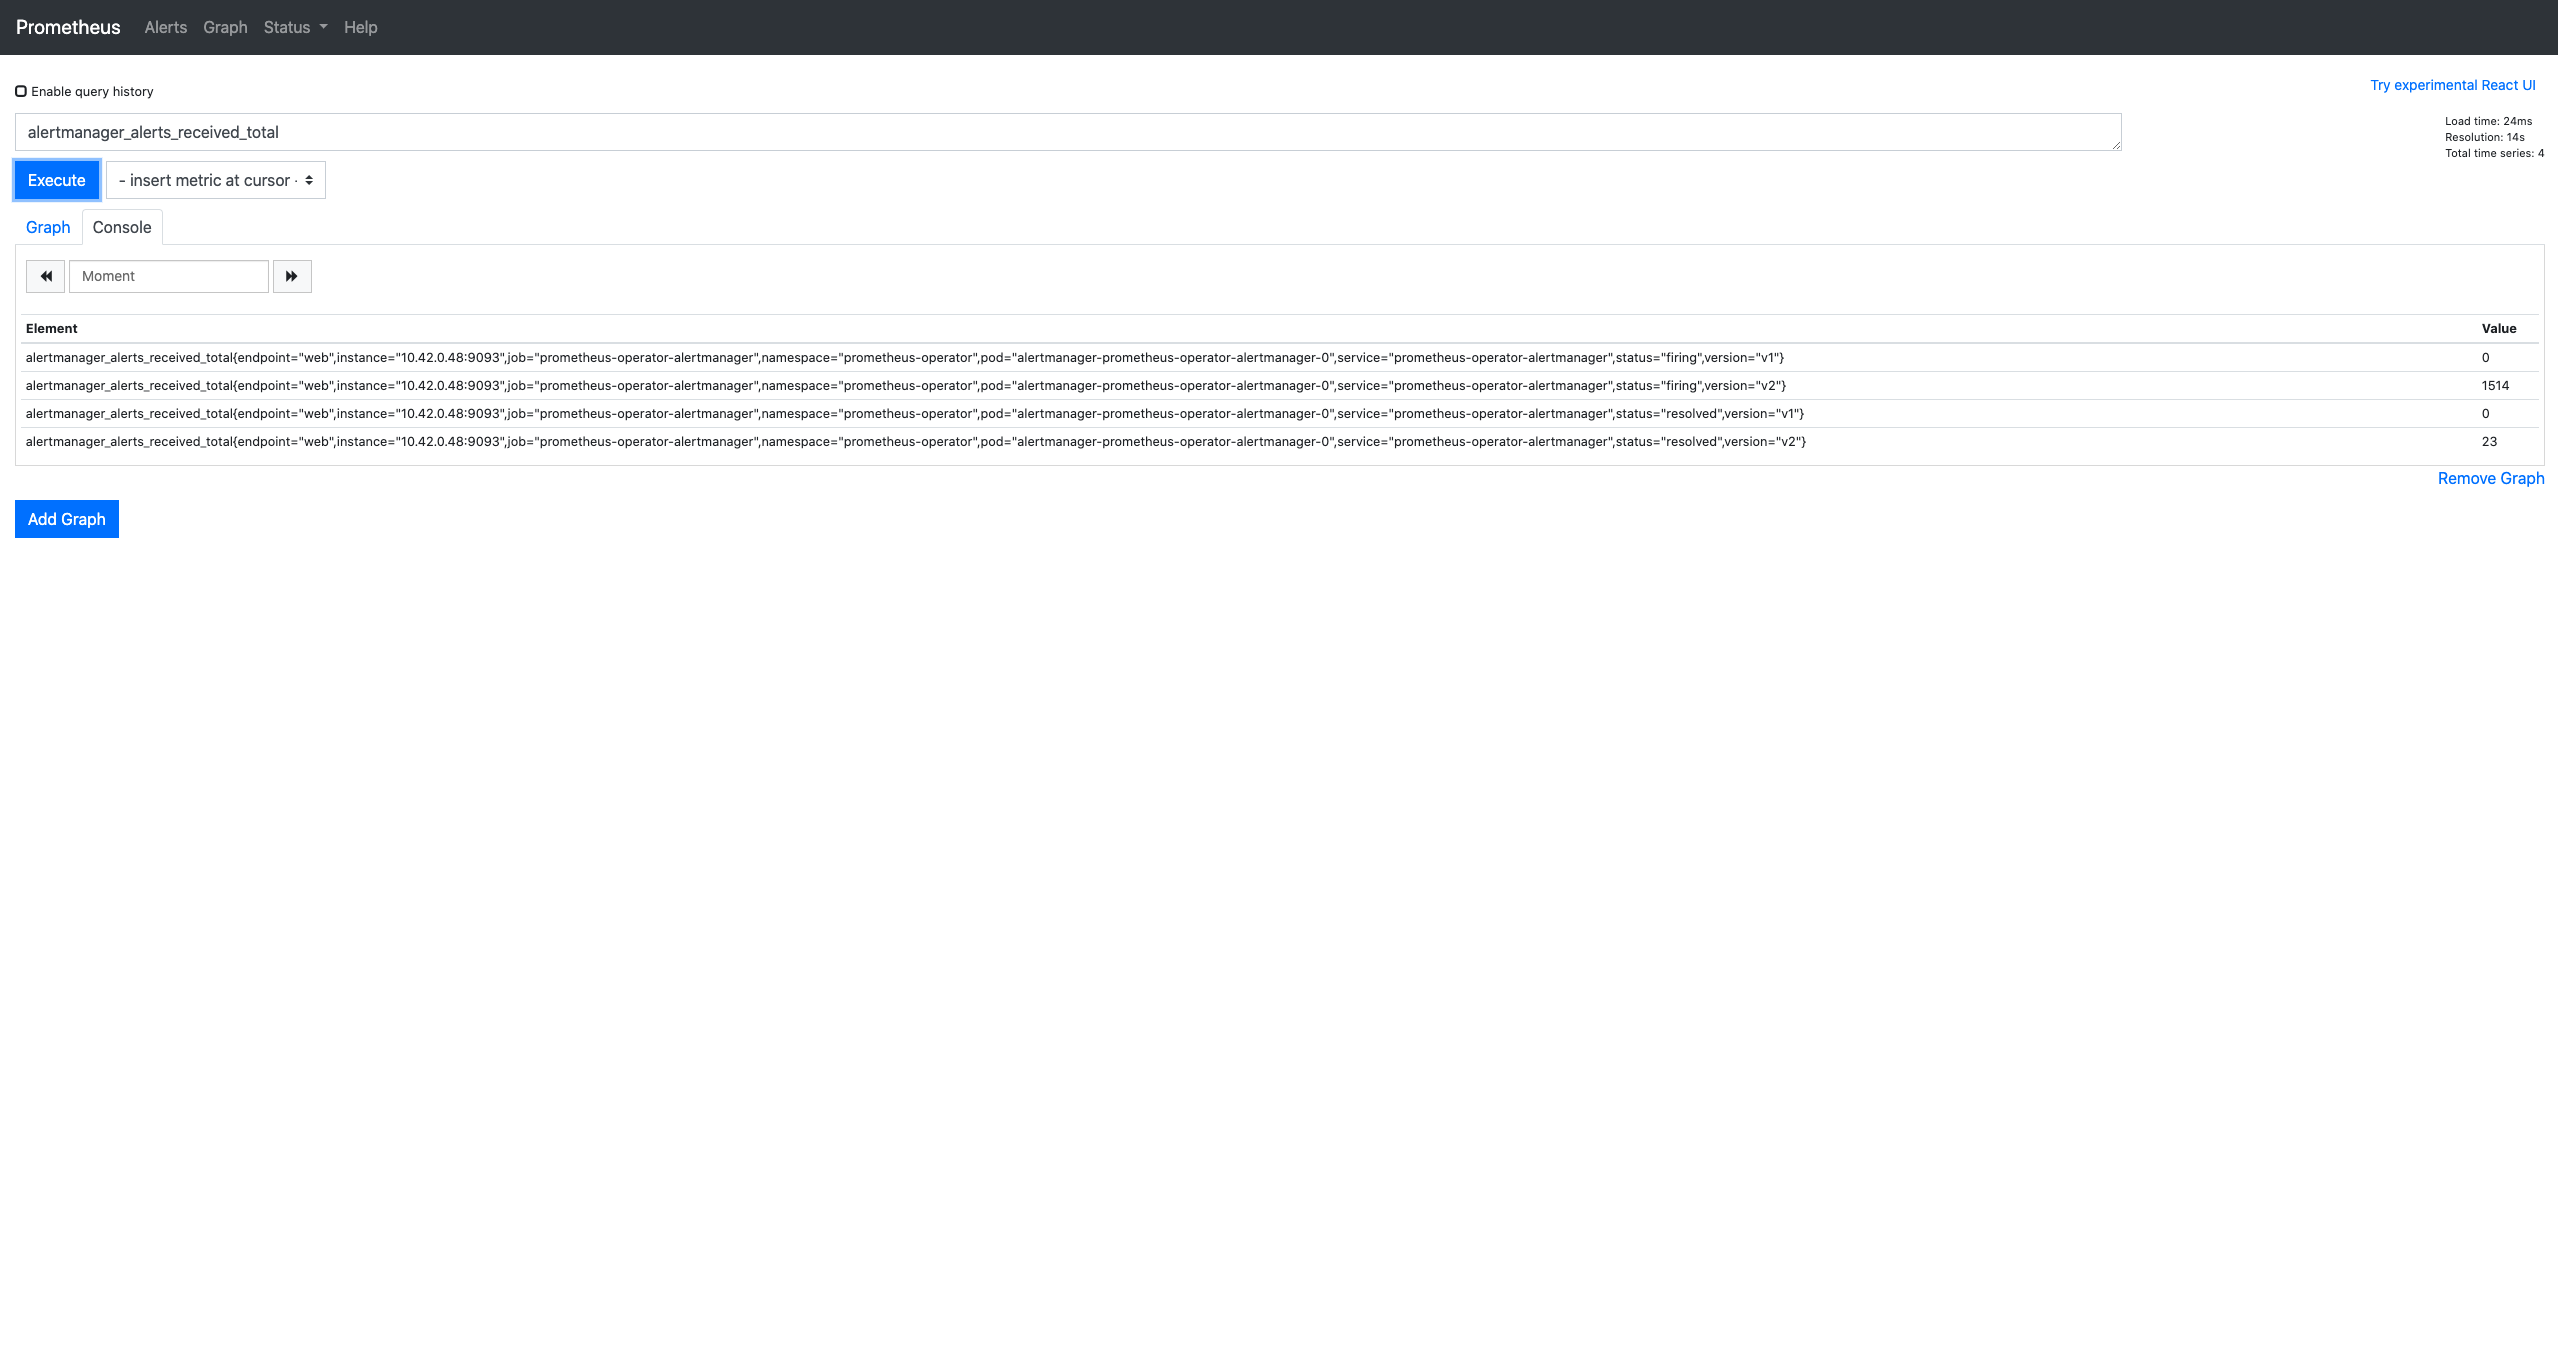 Prometheus Alerts Graph Status Help
Enable query history
Try experimental React UI
alertmanager_alerts_received_total
Load time: 24ms
Resolution: 14s
Total time series: 4
Execute - insert metric at cursor -
Graph Console
Moment
Element Value
alertmanager_alerts_received_total{endpoint="web",instance="10.42.0.48:9093",job="prometheus-operator-alertmanager",namespace="prometheus-operator",pod="alertmanager-prometheus-operator-alertmanager-0",service="prometheus-operator-alertmanager",status="firing",version="v1"} 0
alertmanager_alerts_received_total{endpoint="web",instance="10.42.0.48:9093",job="prometheus-operator-alertmanager",namespace="prometheus-operator",pod="alertmanager-prometheus-operator-alertmanager-0",service="prometheus-operator-alertmanager",status="firing",version="v2"} 1514
alertmanager_alerts_received_total{endpoint="web",instance="10.42.0.48:9093",job="prometheus-operator-alertmanager",namespace="prometheus-operator",pod="alertmanager-prometheus-operator-alertmanager-0",service="prometheus-operator-alertmanager",status="resolved",version="v1"} 0
alertmanager_alerts_received_total{endpoint="web",instance="10.42.0.48:9093",job="prometheus-operator-alertmanager",namespace="prometheus-operator",pod="alertmanager-prometheus-operator-alertmanager-0",service="prometheus-operator-alertmanager",status="resolved",version="v2"} 23
Remove Graph
Add Graph